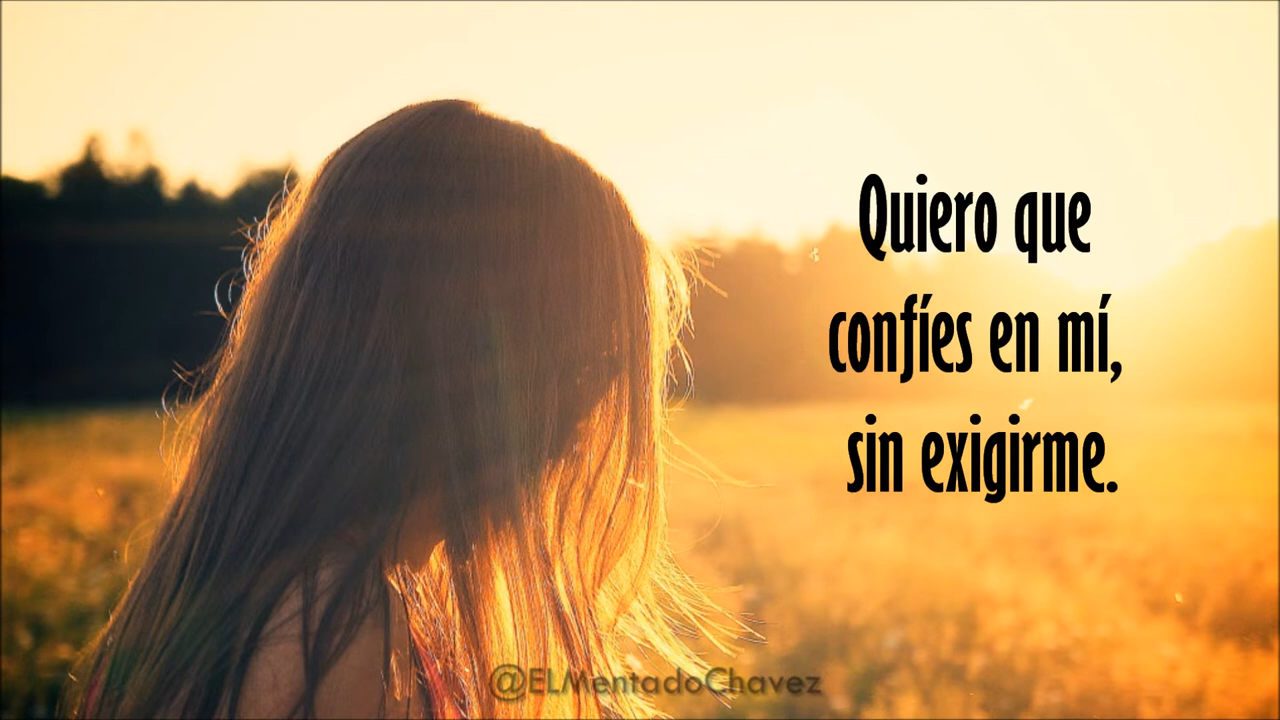 Quiero que
confíes en mí,
sin exigirme.
@ELMentadoChavez